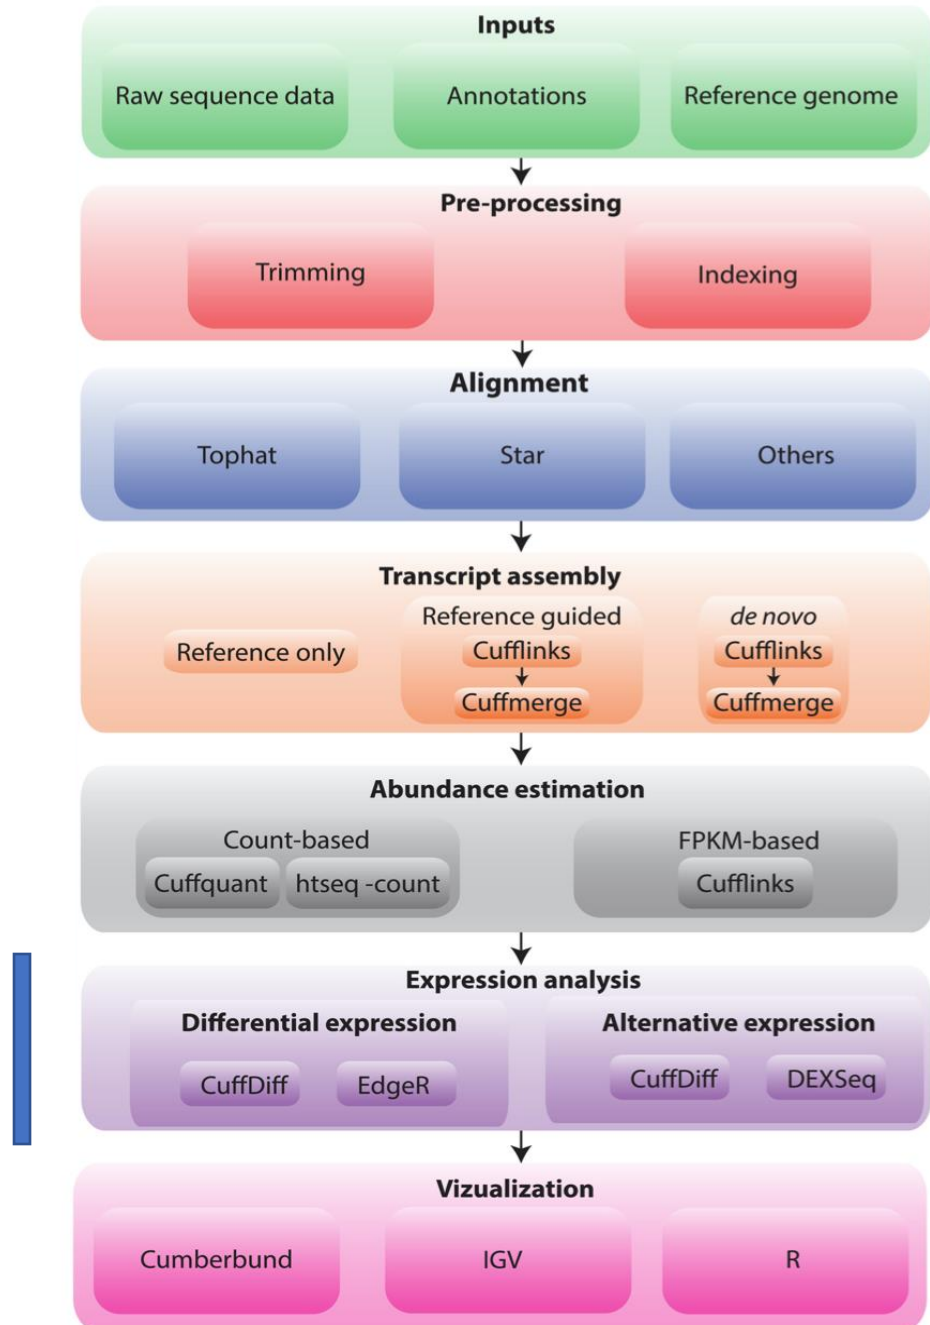 Inputs
Raw sequence data
Annotations
Reference genome
Pre-processing
Trimming
Indexing
Alignment
Tophat
Star
Others
Transcript assembly
Reference only
Reference guided
Cufflinks
Cuffmerge
de novo
Cufflinks
Cuffmerge
Abundance estimation
Count-based
Cuffquant
htseq -count
FPKM-based
Cufflinks
Expression analysis
Differential expression
CuffDiff
EdgeR
Alternative expression
CuffDiff
DEXSeq
Vizualization
Cumberbund
IGV
R